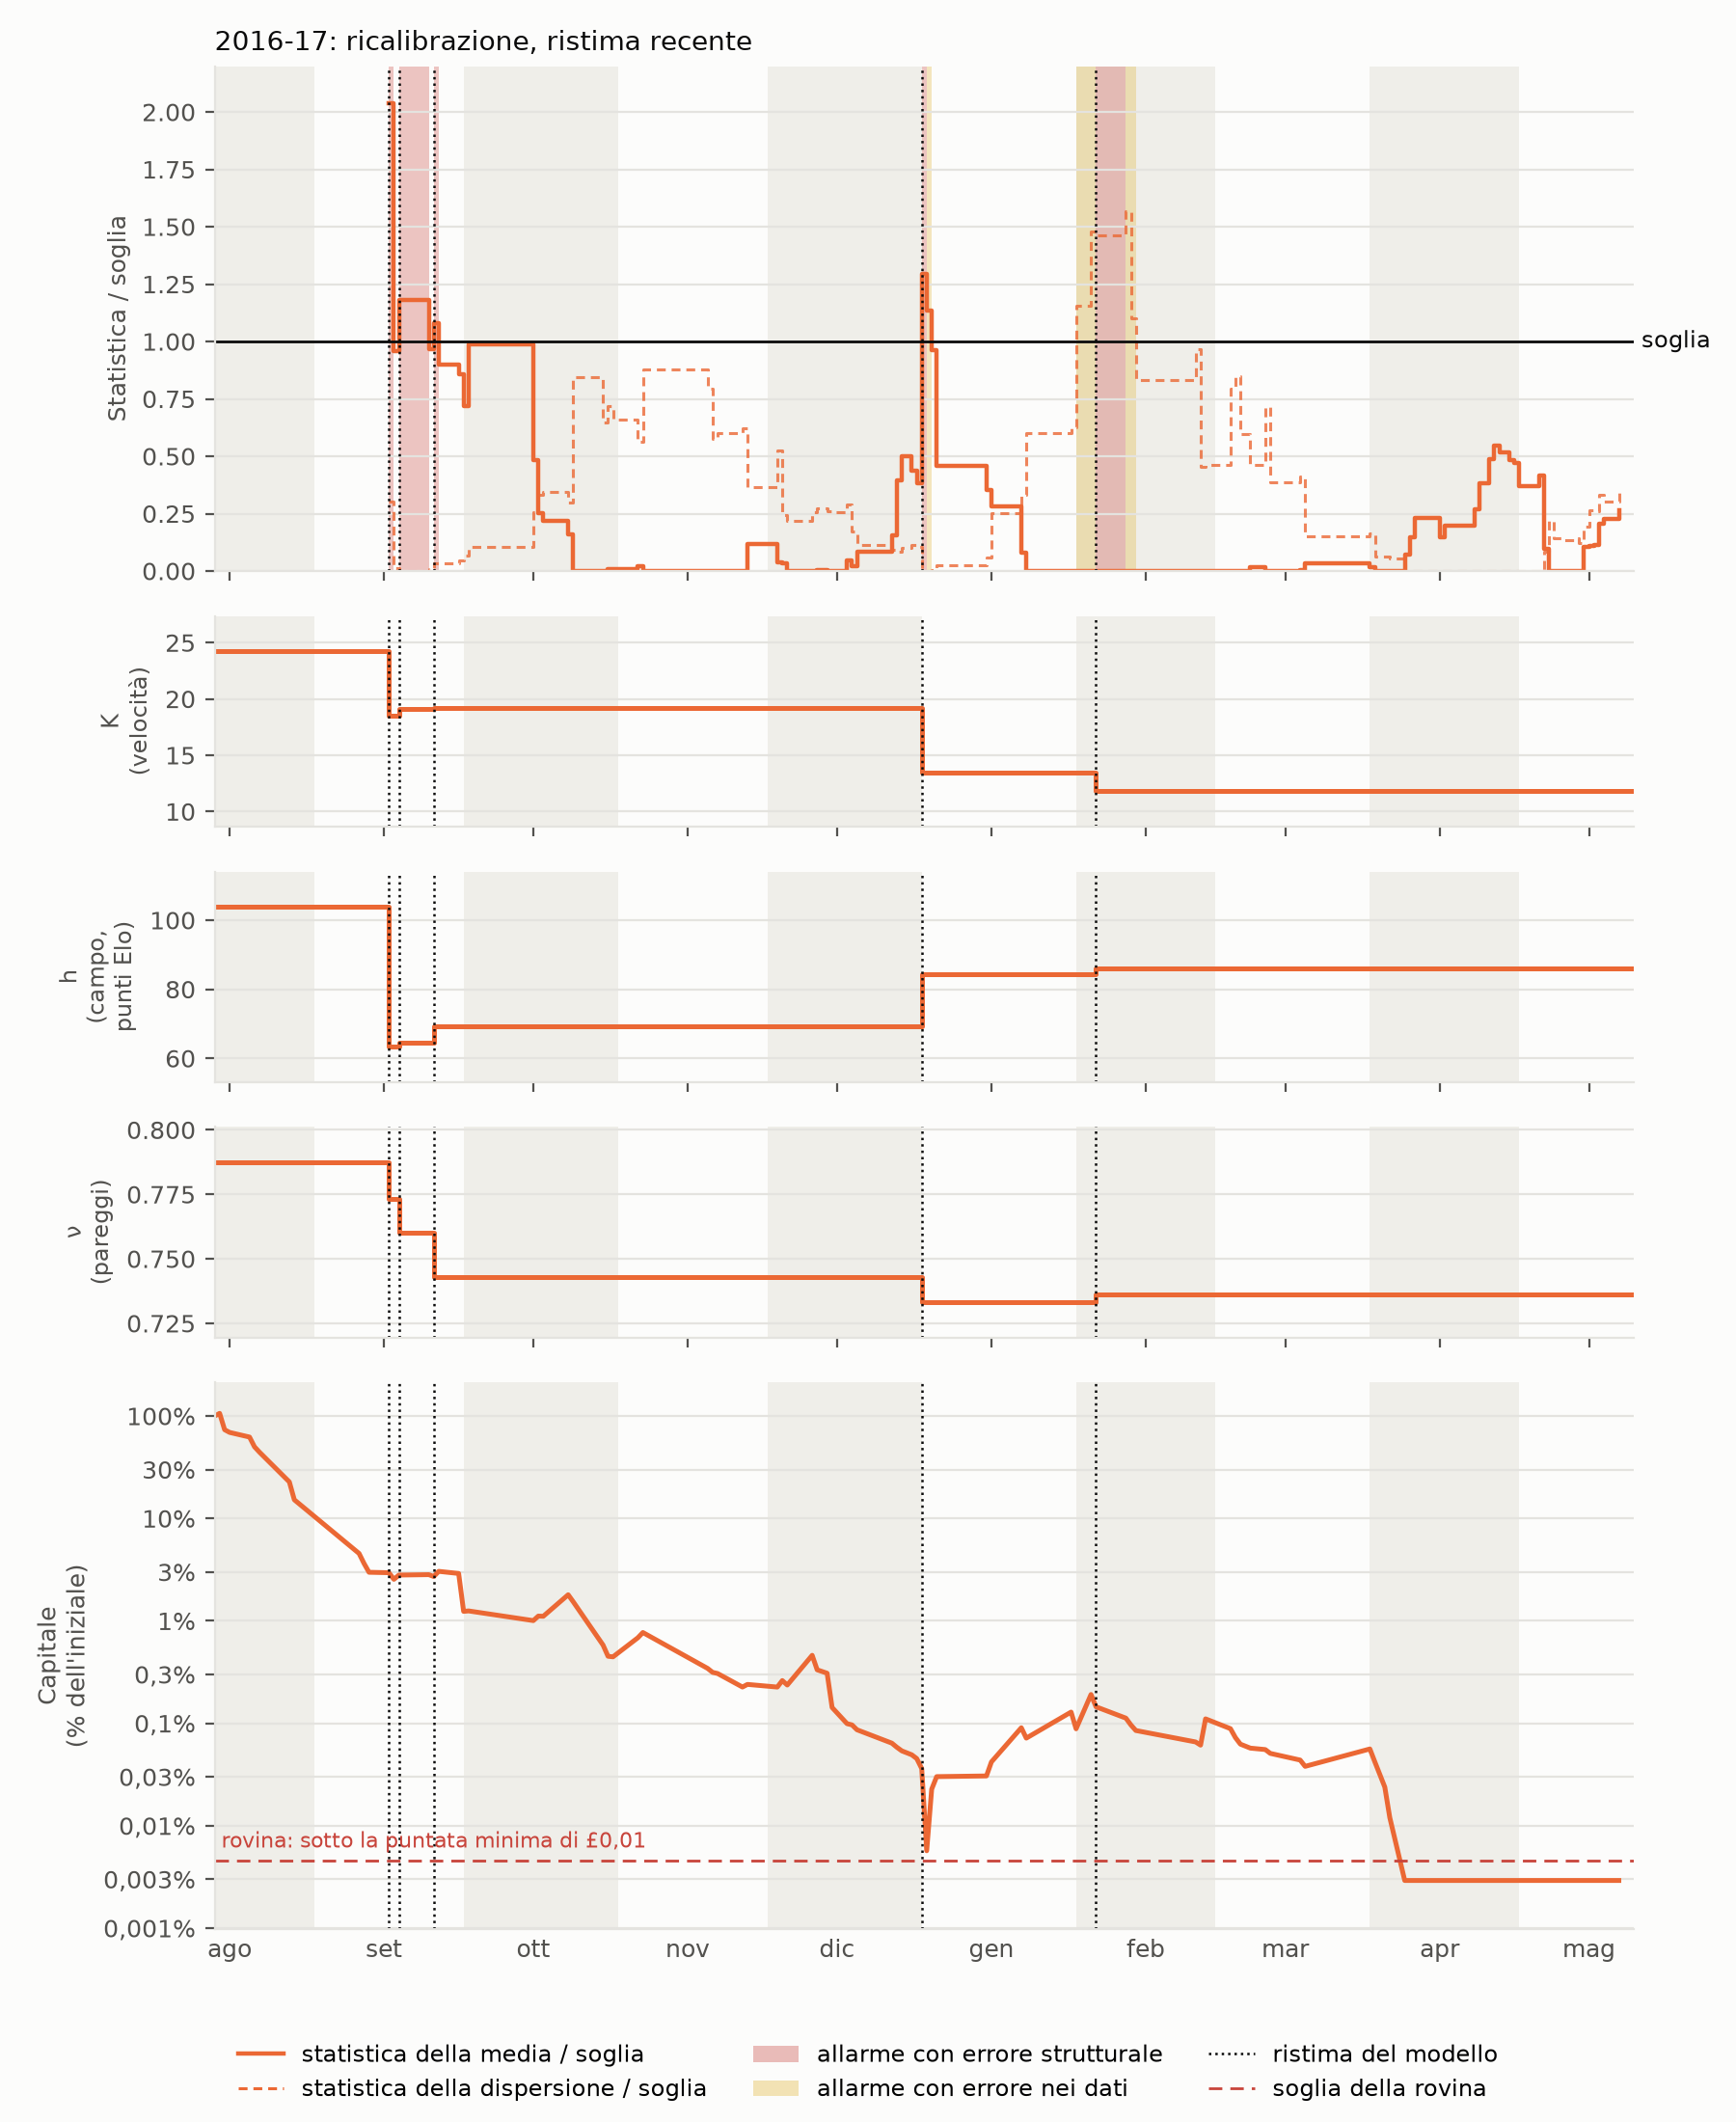 2016-17: ricalibrazione, ristima recente
Statistica / soglia
2.00
1.75
1.50
1.25
1.00
0.75
0.50
0.25
0.00
soglia
K
(velocità)
25
20
15
10
h
(campo,
punti Elo)
100
80
60
ν
(pareggi)
0.800
0.775
0.750
0.725
Capitale
(% dell'iniziale)
100%
30%
10%
3%
1%
0,3%
0,1%
0,03%
0,01%
0,003%
0,001%
rovina: sotto la puntata minima di £0,01
ago set ott nov dic gen feb mar apr mag
statistica della media / soglia
statistica della dispersione / soglia
allarme con errore strutturale
allarme con errore nei dati
ristima del modello
soglia della rovina